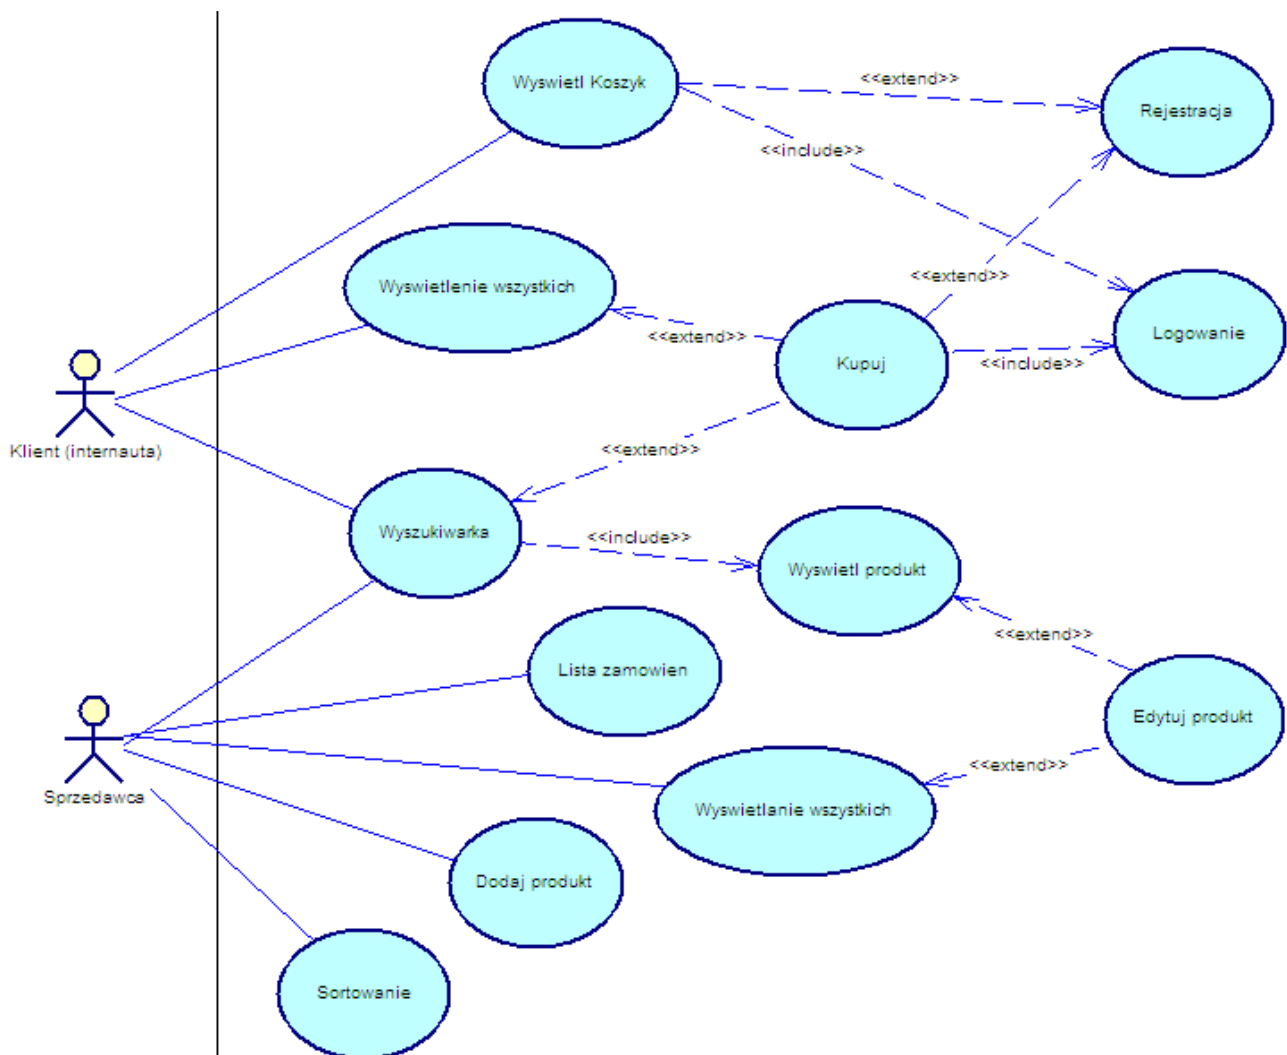 Wyswietl Koszyk
<<extend>>
Rejestracja
<<include>>
Wyswietlenie wszystkich
<<extend>>
<<extend>>
Kupuj
<<include>>
Logowanie
Klient (internauta)
<<extend>>
Wyszukiwarka
<<include>>
Wyswietl produkt
<<extend>>
Lista zamowien
Edytuj produkt
<<extend>>
Sprzedawca
Wyswietlanie wszystkich
Dodaj produkt
Sortowanie